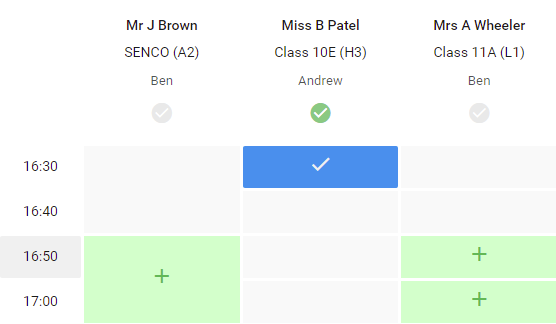 Mr J Brown Miss B Patel Mrs A Wheeler
SENCO (A2) Class 10E (H3) Class 11A (L1)
Ben Andrew Ben
16:30
16:40
16:50
17:00